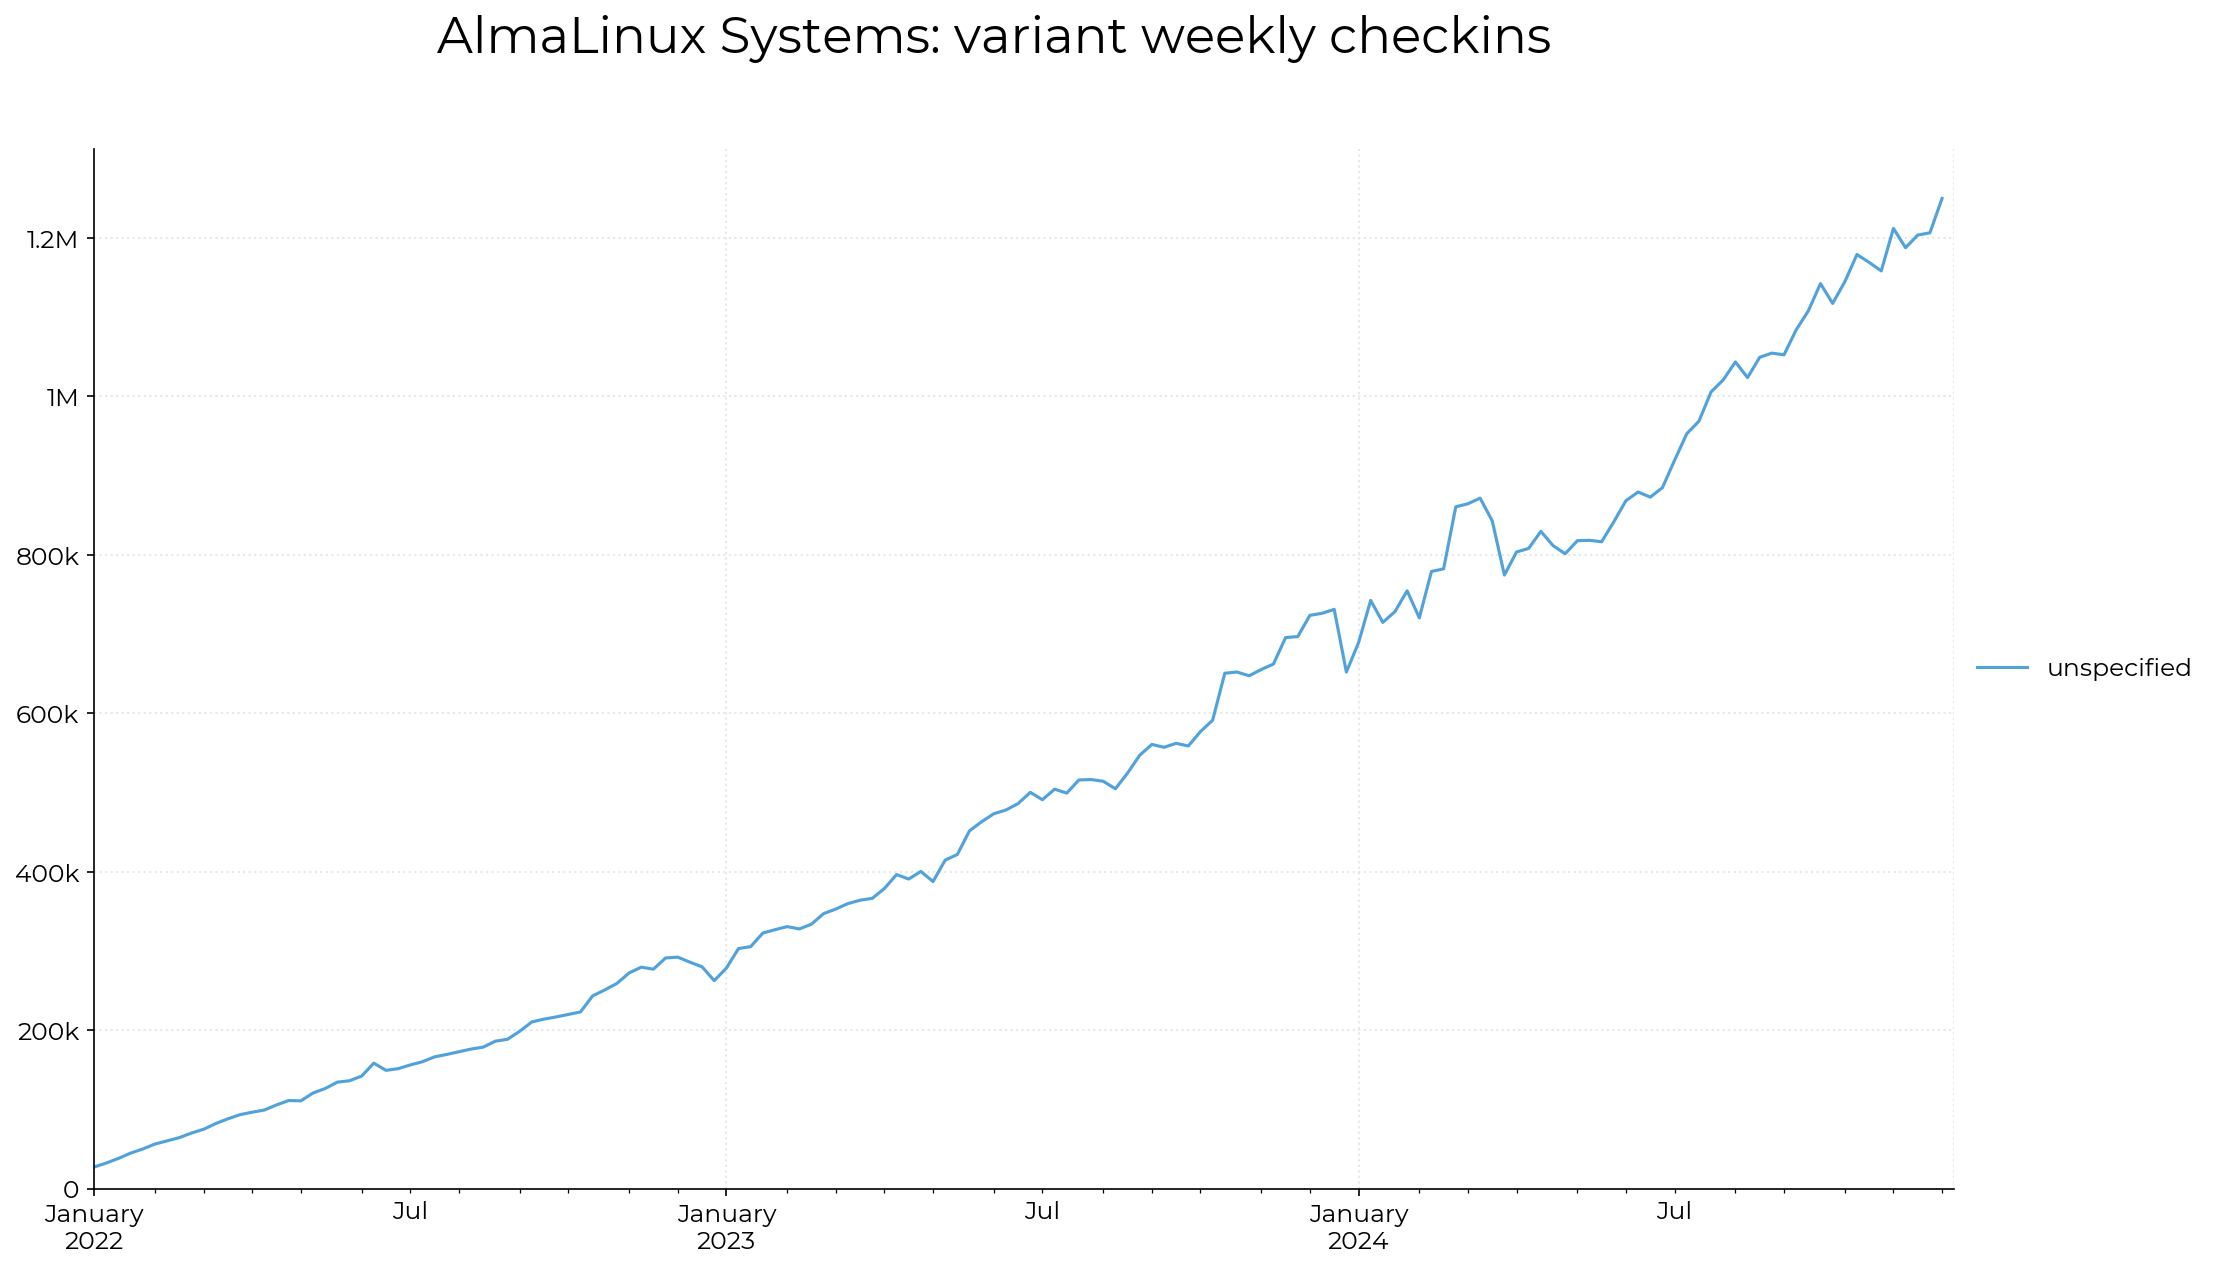 AlmaLinux Systems: variant weekly checkins
1.2M
1M
800k
600k
400k
200k
0
January
2022
Jul
January
2023
Jul
January
2024
Jul
unspecified